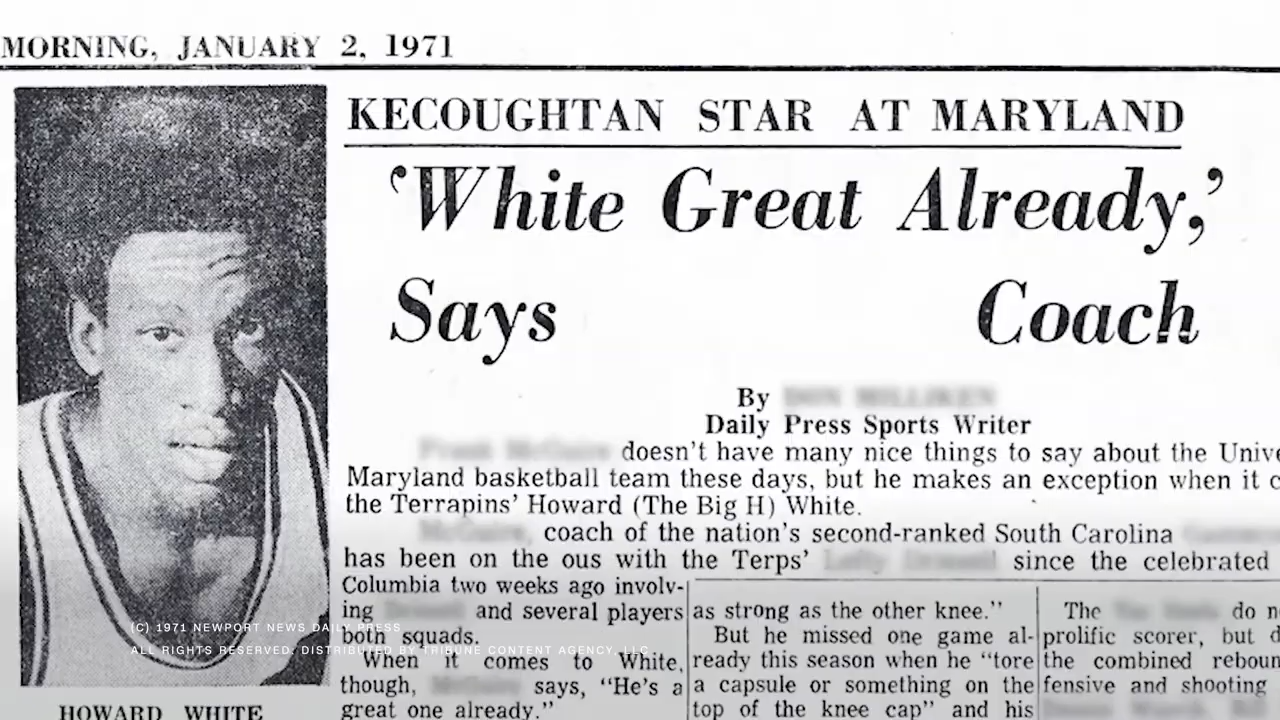 MORNING, JANUARY 2, 1971
KECOUGHTAN STAR AT MARYLAND
‘White Great Already,’
Says Coach
By
Daily Press Sports Writer
doesn't have many nice things to say about the Unive
Maryland basketball team these days, but he makes an exception when it c
the Terrapins' Howard (The Big H) White.
coach of the nation's second-ranked South Carolina
has been on the ous with the Terps' since the celebrated
Columbia two weeks ago involv-
ing and several players
both squads.
When it comes to White,
though, says, "He's a
great one already."
as strong as the other knee."
But he missed one game al-
ready this season when he "tore
a capsule or something on the
top of the knee cap" and his
The do n
prolific scorer, but d
the combined reboun
fensive and shooting
HOWARD WHITE
(C) 1971 NEWPORT NEWS DAILY PRESS.
ALL RIGHTS RESERVED. DISTRIBUTED BY TRIBUNE CONTENT AGENCY, LLC.